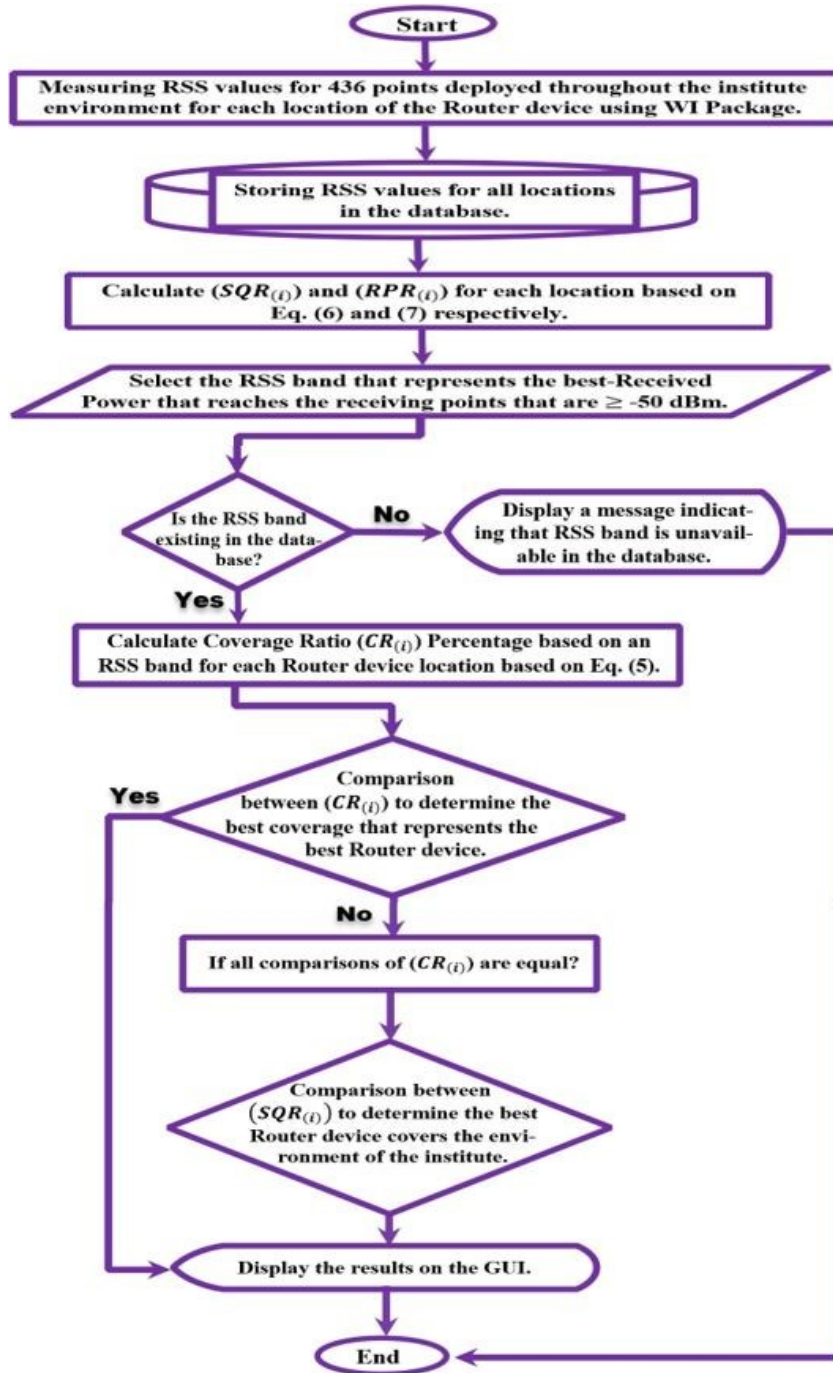 Start
Measuring RSS values for 436 points deployed throughout the institute
environment for each location of the Router device using WI Package.
Storing RSS values for all locations
in the database.
Calculate (SQR(i)) and (RPR(i)) for each location based on
Eq. (6) and (7) respectively.
Select the RSS band that represents the best-Received
Power that reaches the receiving points that are ≥ -50 dBm.
Is the RSS band
existing in the data-
base?
No
Display a message indicat-
ing that RSS band is unavail-
able in the database.
Yes
Calculate Coverage Ratio (CR(i)) Percentage based on an
RSS band for each Router device location based on Eq. (5).
Comparison
between (CR(i)) to determine the
best coverage that represents the
best Router device.
Yes
No
If all comparisons of (CR(i)) are equal?
Comparison between
(SQR(i)) to determine the best
Router device covers the envi-
ronment of the institute.
Display the results on the GUI.
End